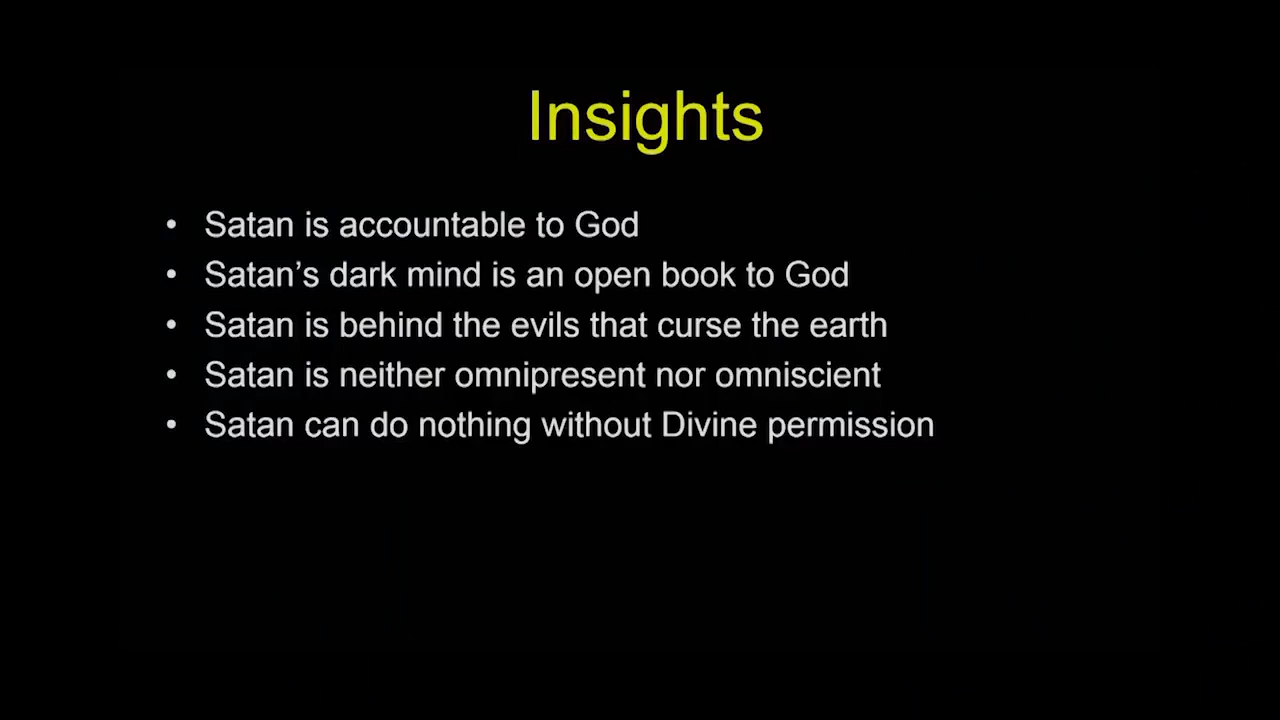 Insights
• Satan is accountable to God
• Satan’s dark mind is an open book to God
• Satan is behind the evils that curse the earth
• Satan is neither omnipresent nor omniscient
• Satan can do nothing without Divine permission